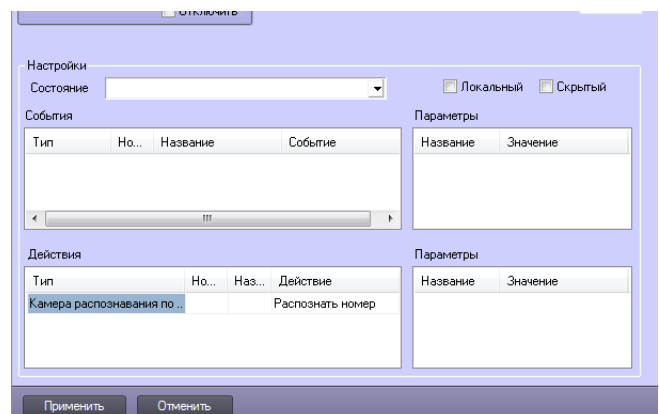 Отключить
Настройки
Состояние
Локальный Скрытый
События
Параметры
Тип Но... Название Событие
Название Значение
Действия
Параметры
Тип Но... Наз... Действие
Название Значение
Камера распознавания по .. Распознать номер
Применить Отменить